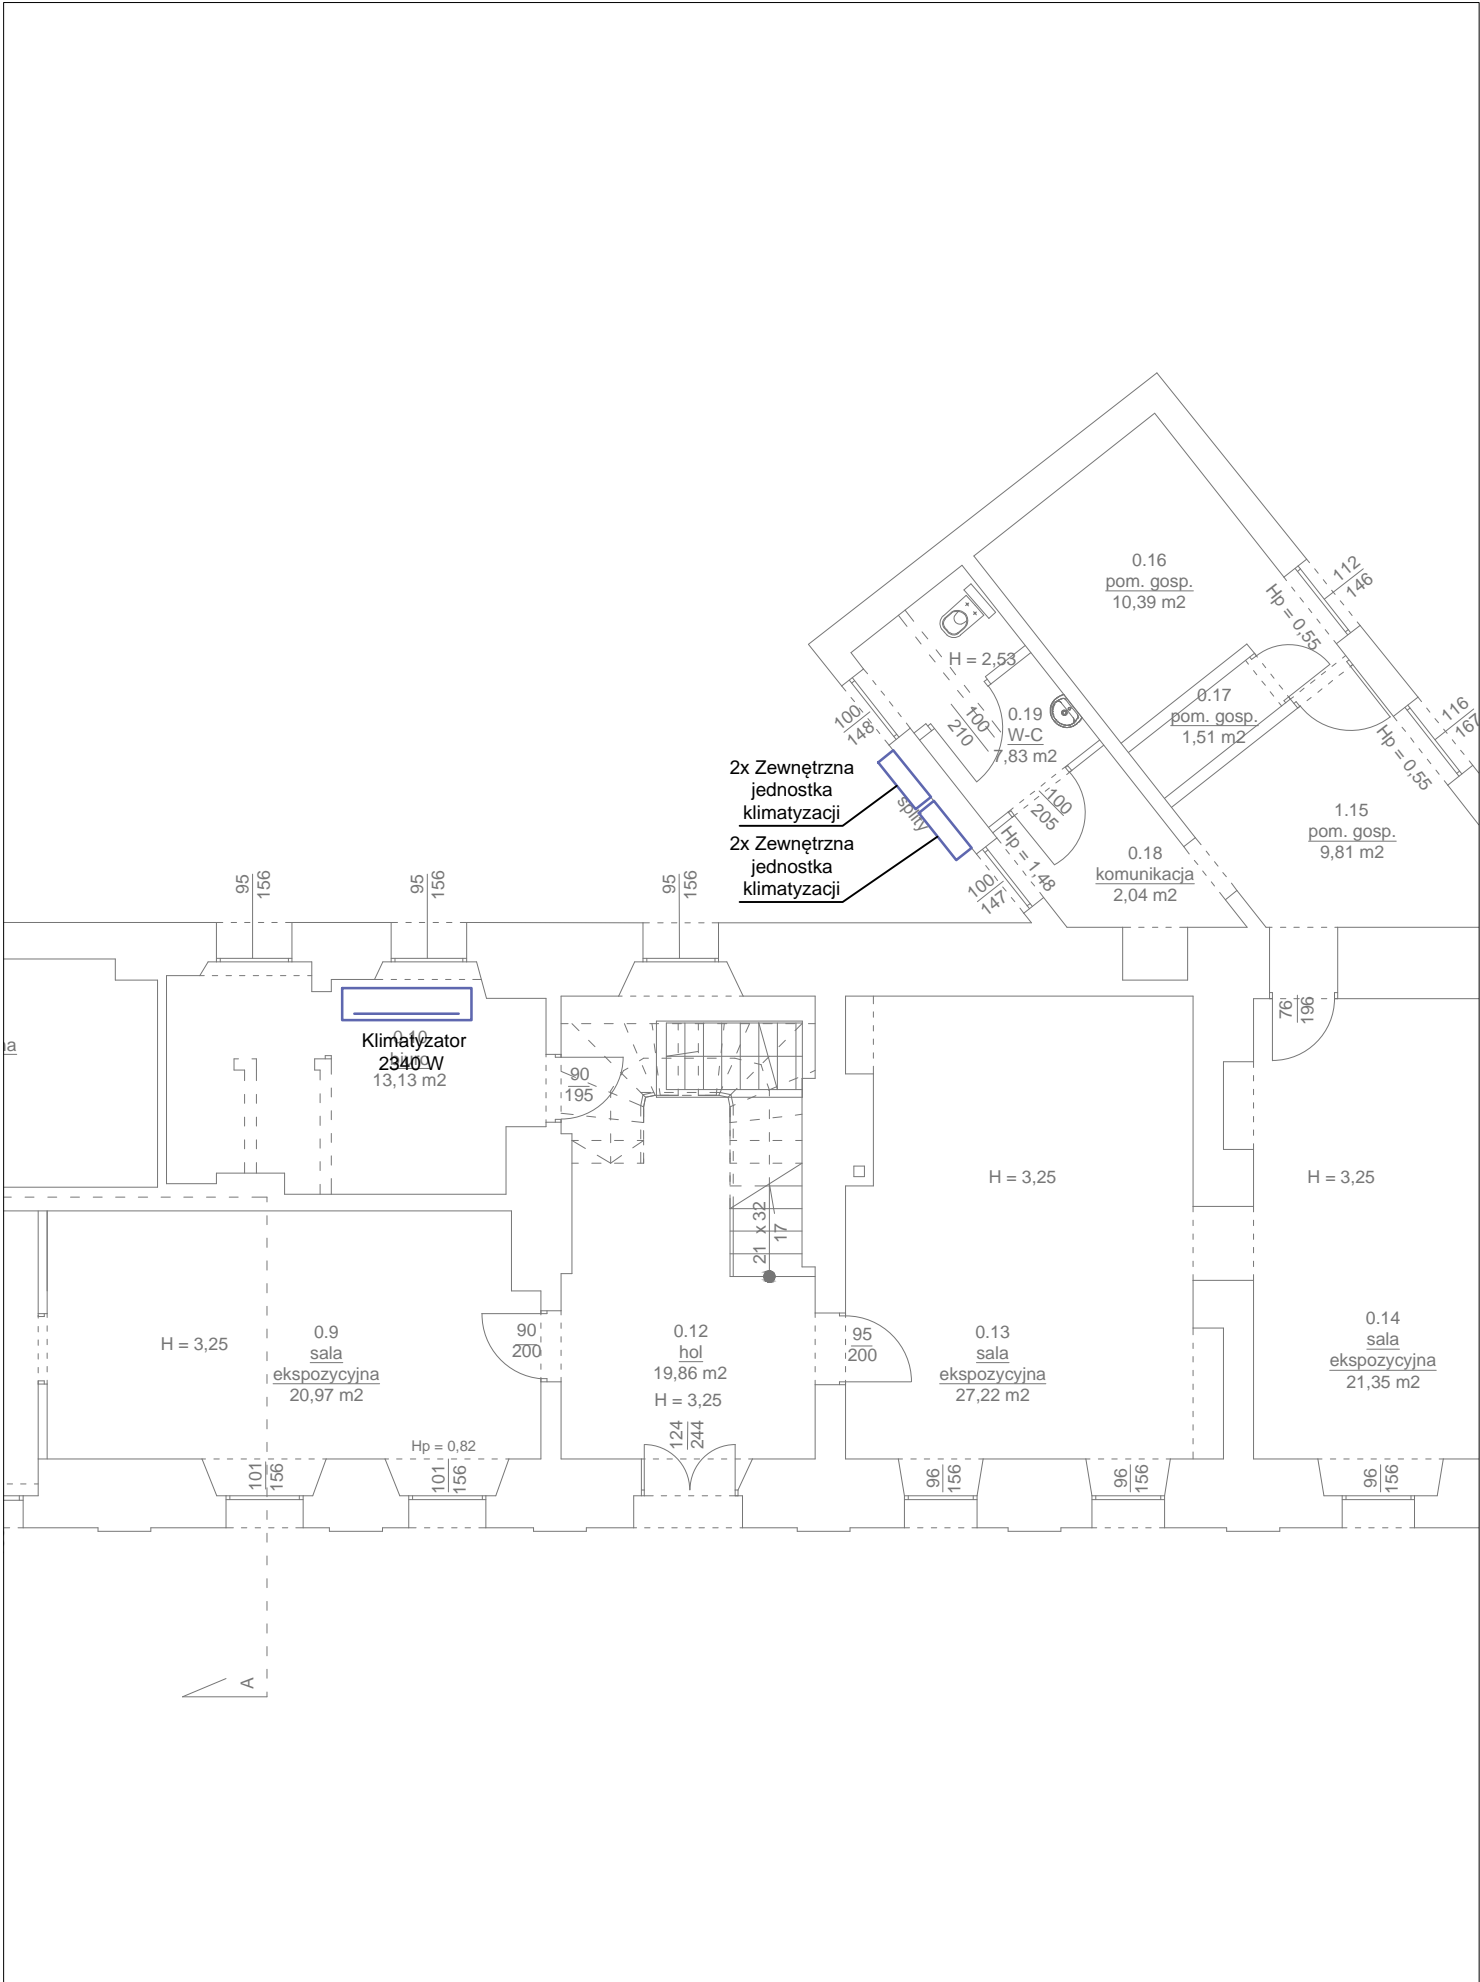 0.16
pom. gosp.
10,39 m2
112
146
Hp = 0,55
H = 2,53
0.17
pom. gosp.
1,51 m2
116
167
Hp = 0,55
100
148
100
210
0.19
W-C
7,83 m2
2x Zewnętrzna
jednostka
klimatyzacji
splity
2x Zewnętrzna
jednostka
klimatyzacji
100
205
Hp = 1,48
100
147
0.18
komunikacja
2,04 m2
1.15
pom. gosp.
9,81 m2
95
156
95
156
95
156
na
0.10
biuro
13,13 m2
Klimatyzator
2340 W
90
195
76
196
H = 3,25
H = 3,25
21 x 32
17
H = 3,25
0.9
sala
ekspozycyjna
20,97 m2
90
200
0.12
hol
19,86 m2
H = 3,25
95
200
0.13
sala
ekspozycyjna
27,22 m2
0.14
sala
ekspozycyjna
21,35 m2
124
244
Hp = 0,82
101
156
101
156
96
156
96
156
96
156
A